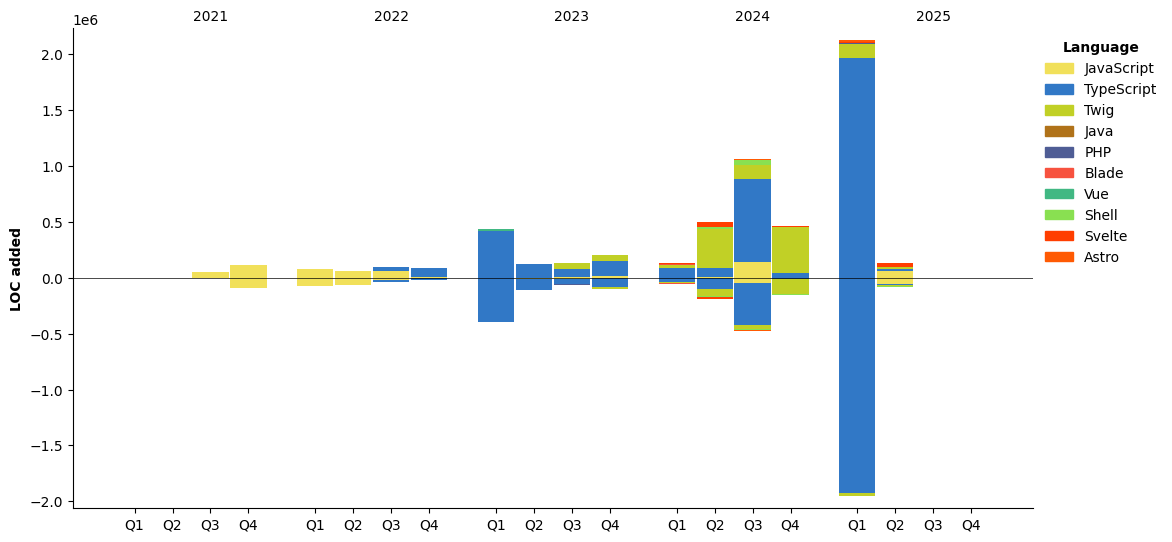 1e6
2021 2022 2023 2024 2025
2.0
1.5
1.0
0.5
0.0
−0.5
−1.0
−1.5
−2.0
LOC added
Q1 Q2 Q3 Q4 Q1 Q2 Q3 Q4 Q1 Q2 Q3 Q4 Q1 Q2 Q3 Q4 Q1 Q2 Q3 Q4
Language
JavaScript
TypeScript
Twig
Java
PHP
Blade
Vue
Shell
Svelte
Astro